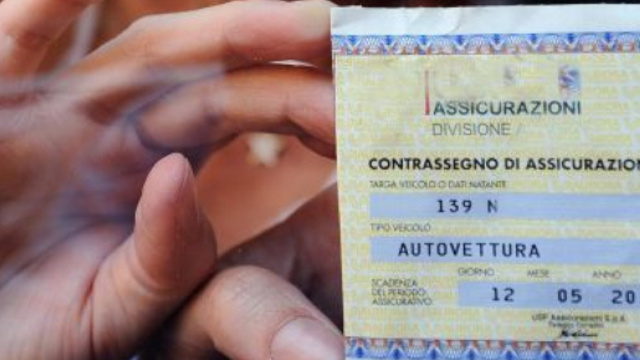 ASSICURAZIONI
DIVISIONE /
CONTRASSEGNO DI ASSICURAZIO
TARGA VEICOLO O DATI NATANTE
139 N
TIPO VEICOLO
AUTOVETTURA
GIORNO MESE ANNO
SCADENZA
DEL PERIODO
ASSICURATIVO
12 05 20
Assicurazioni S.p.A.